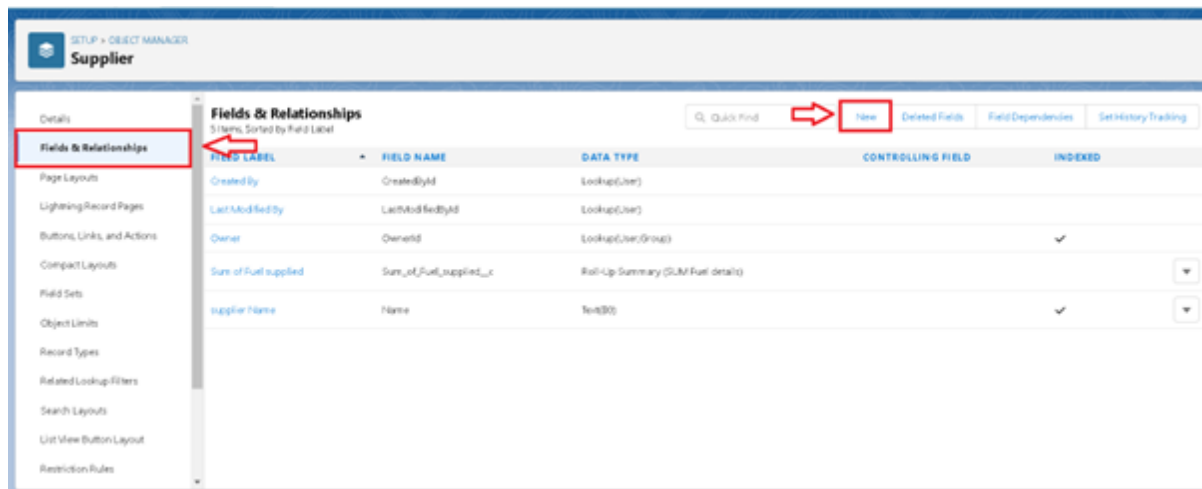 SETUP > OBJECT MANAGER
Supplier
Details
Fields & Relationships
Page Layouts
Lightning Record Pages
Buttons, Links, and Actions
Compact Layouts
Field Sets
Object Limits
Record Types
Related Lookup Filters
Search Layouts
List View Button Layout
Restriction Rules
Fields & Relationships
5 Items, Sorted by Field Label
Quick Find
New Deleted Fields Field Dependencies Set History Tracking
FIELD LABEL FIELD NAME DATA TYPE CONTROLLING FIELD INDEXED
Created By CreatedById Lookup(User)
Last Modified By LastModifiedById Lookup(User)
Owner OwnerId Lookup(User,Group)
Sum of Fuel supplied Sum_of_Fuel_supplied__c Roll-Up Summary (SUM Fuel details)
supplier Name Name Text(80)